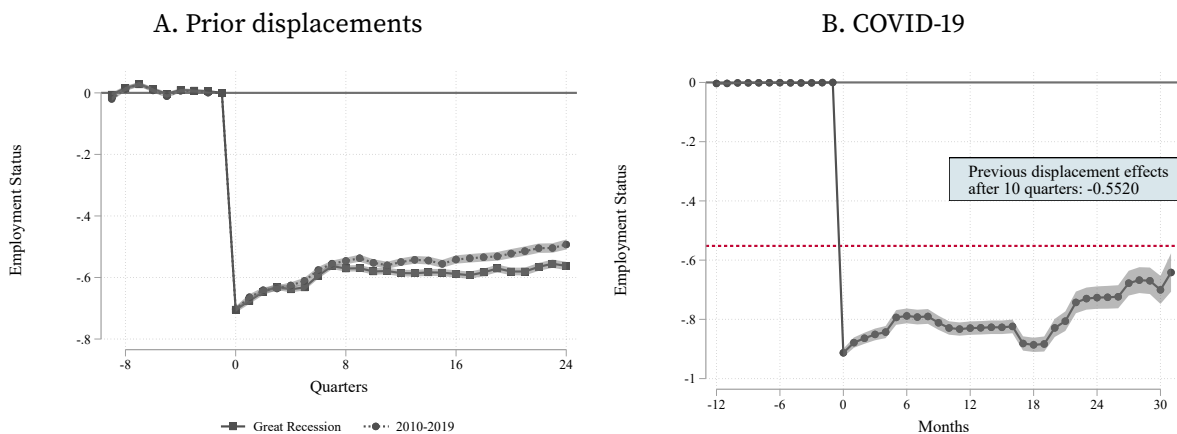 A. Prior displacements
Employment Status
0
-.2
-.4
-.6
-.8
-8
0
8
16
24
Quarters
Great Recession
2010-2019
B. COVID-19
Employment Status
0
-.2
-.4
-.6
-.8
-1
Previous displacement effects
after 10 quarters: -0.5520
-12
-6
0
6
12
18
24
30
Months